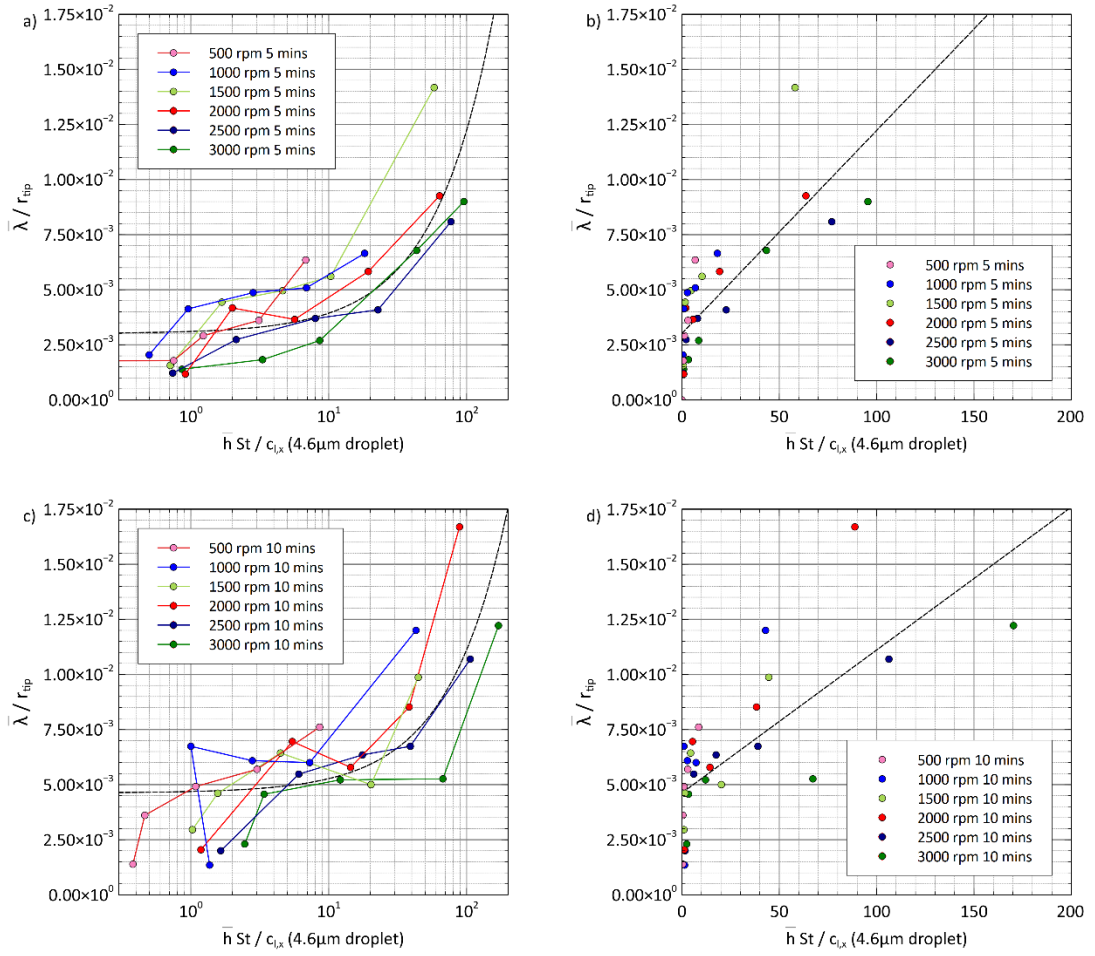 a)
1.75×10⁻²
1.50×10⁻²
1.25×10⁻²
1.00×10⁻²
7.50×10⁻³
5.00×10⁻³
2.50×10⁻³
0.00×10⁰
λ̅ / r_tip
500 rpm 5 mins
1000 rpm 5 mins
1500 rpm 5 mins
2000 rpm 5 mins
2500 rpm 5 mins
3000 rpm 5 mins
10⁰ 10¹ 10²
h̅ St / c_l,x (4.6μm droplet)
b)
1.75×10⁻²
1.50×10⁻²
1.25×10⁻²
1.00×10⁻²
7.50×10⁻³
5.00×10⁻³
2.50×10⁻³
0.00×10⁰
λ̅ / r_tip
500 rpm 5 mins
1000 rpm 5 mins
1500 rpm 5 mins
2000 rpm 5 mins
2500 rpm 5 mins
3000 rpm 5 mins
0 50 100 150 200
h̅ St / c_l,x (4.6μm droplet)
c)
1.75×10⁻²
1.50×10⁻²
1.25×10⁻²
1.00×10⁻²
7.50×10⁻³
5.00×10⁻³
2.50×10⁻³
0.00×10⁰
λ̅ / r_tip
500 rpm 10 mins
1000 rpm 10 mins
1500 rpm 10 mins
2000 rpm 10 mins
2500 rpm 10 mins
3000 rpm 10 mins
10⁰ 10¹ 10²
h̅ St / c_l,x (4.6μm droplet)
d)
1.75×10⁻²
1.50×10⁻²
1.25×10⁻²
1.00×10⁻²
7.50×10⁻³
5.00×10⁻³
2.50×10⁻³
0.00×10⁰
λ̅ / r_tip
500 rpm 10 mins
1000 rpm 10 mins
1500 rpm 10 mins
2000 rpm 10 mins
2500 rpm 10 mins
3000 rpm 10 mins
0 50 100 150 200
h̅ St / c_l,x (4.6μm droplet)